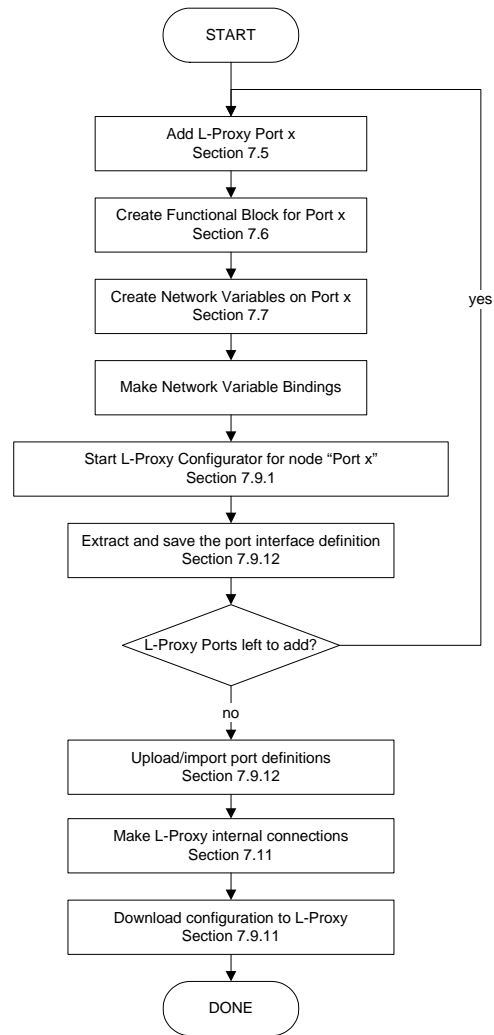 START
Add L-Proxy Port x
Section 7.5
Create Functional Block for Port x
Section 7.6
Create Network Variables on Port x
Section 7.7
yes
Make Network Variable Bindings
Start L-Proxy Configurator for node “Port x”
Section 7.9.1
Extract and save the port interface definition
Section 7.9.12
L-Proxy Ports left to add?
no
Upload/import port definitions
Section 7.9.12
Make L-Proxy internal connections
Section 7.11
Download configuration to L-Proxy
Section 7.9.11
DONE